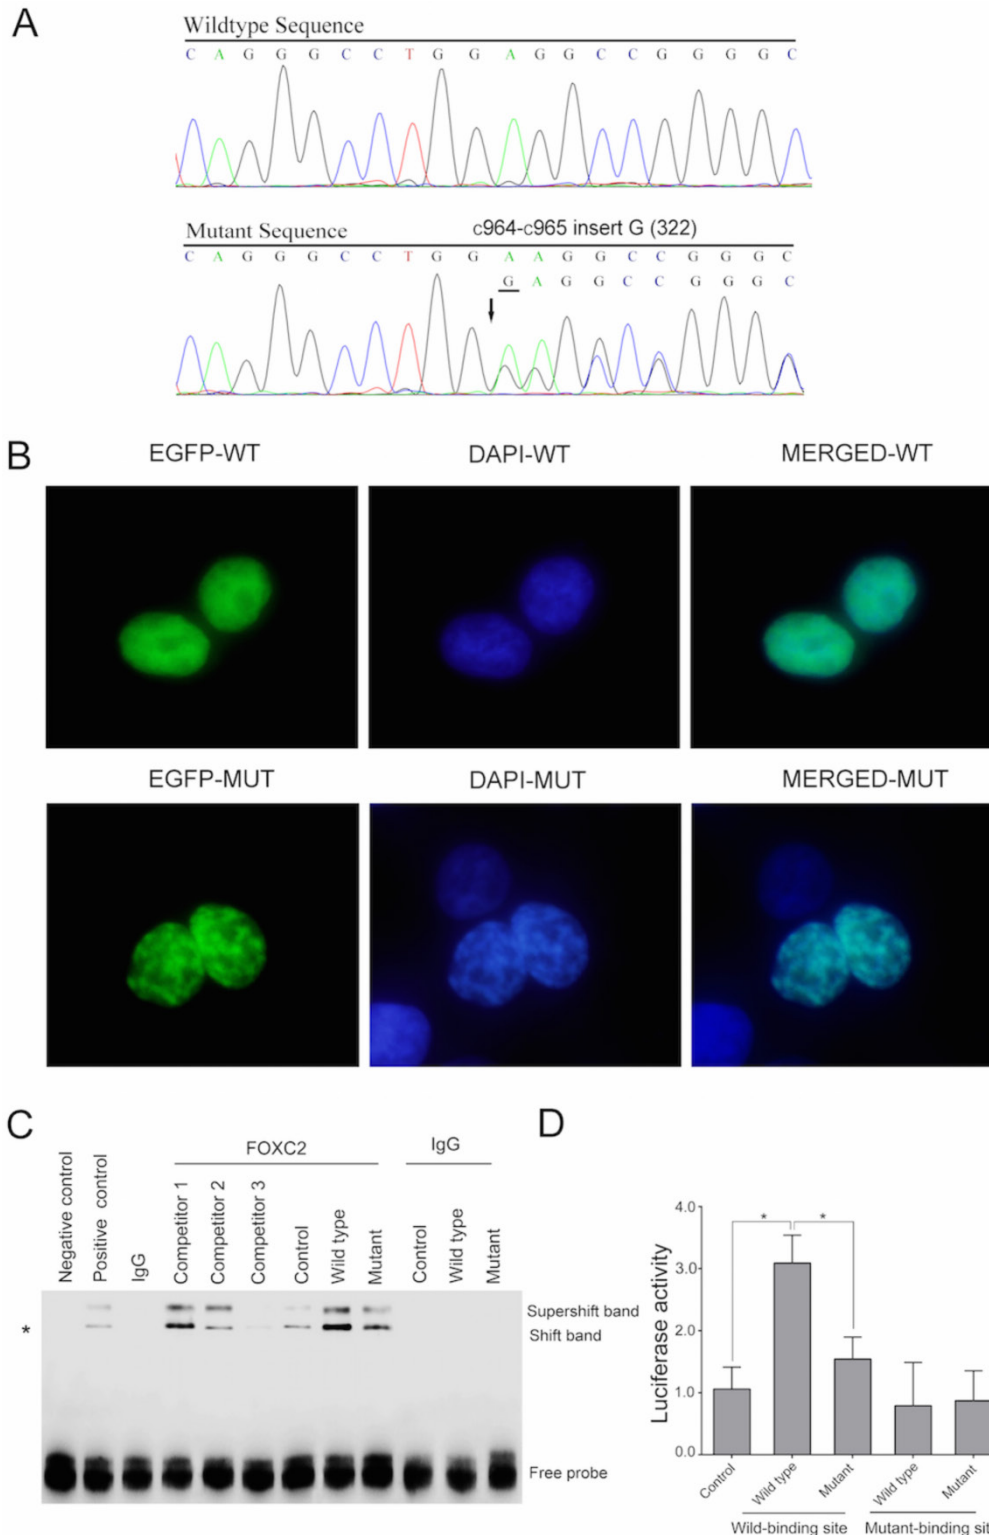 A
Wildtype Sequence
C A G G G C C T G G A G G C C G G G G C
Mutant Sequence c964-c965 insert G (322)
C A G G G C C T G G A A G G C C G G G C
G A G G C C G G G C
B
EGFP-WT DAPI-WT MERGED-WT
EGFP-MUT DAPI-MUT MERGED-MUT
C
FOXC2 IgG
Negative control
Positive control
IgG
Competitor 1
Competitor 2
Competitor 3
Control
Wild type
Mutant
Control
Wild type
Mutant
*
Supershift band
Shift band
Free probe
D
Luciferase activity
4.0
3.0
2.0
1.0
0.0
* *
Control
Wild type
Mutant
Wild type
Mutant
Wild-binding site Mutant-binding sit